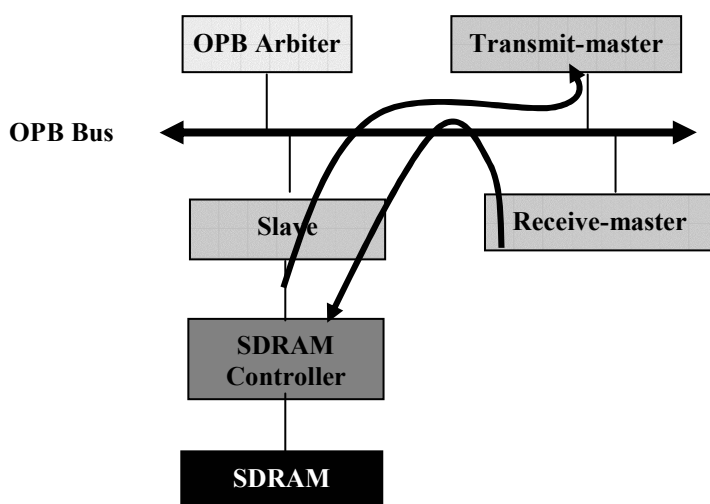 OPB Arbiter
Transmit-master
OPB Bus
Slave
Receive-master
SDRAM
Controller
SDRAM